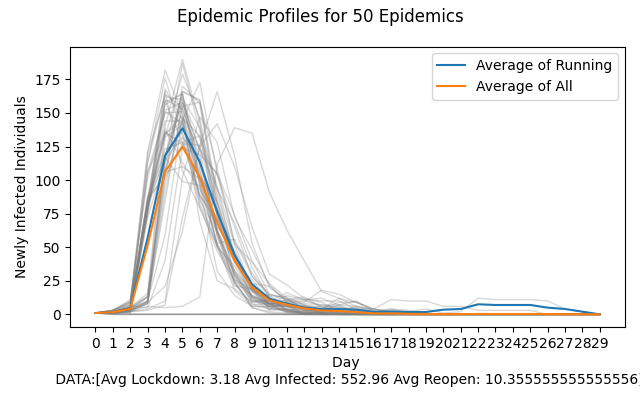 Epidemic Profiles for 50 Epidemics
Average of Running
Average of All
175
150
125
100
75
50
25
0
Newly Infected Individuals
0 1 2 3 4 5 6 7 8 9 10 11 12 13 14 15 16 17 18 19 20 21 22 23 24 25 26 27 28 29
Day
DATA:[Avg Lockdown: 3.18 Avg Infected: 552.96 Avg Reopen: 10.355555555555556]